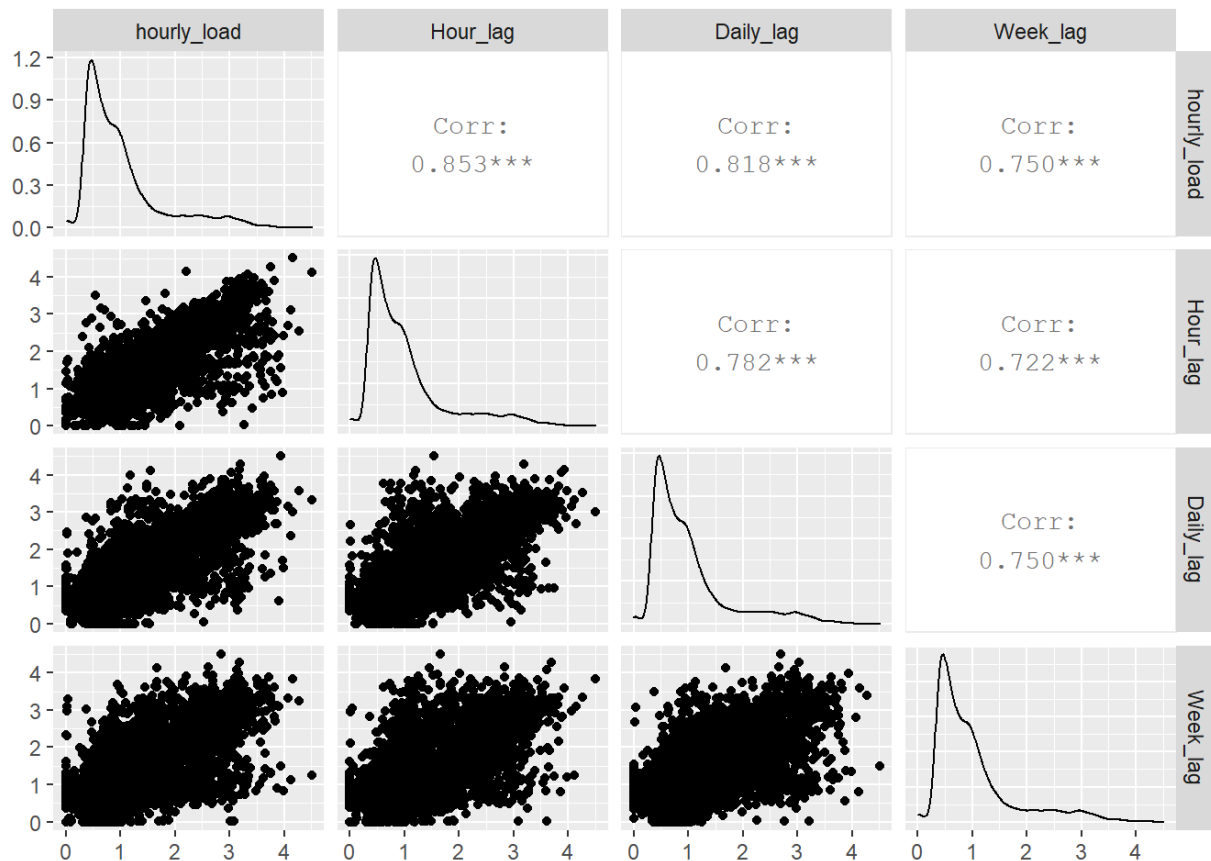 hourly_load Hour_lag Daily_lag Week_lag
1.2
0.9
0.6
0.3
0.0
Corr:
0.853***
Corr:
0.818***
Corr:
0.750***
hourly_load
4
3
2
1
0
Corr:
0.782***
Corr:
0.722***
Hour_lag
4
3
2
1
0
Corr:
0.750***
Daily_lag
4
3
2
1
0
Week_lag
0 1 2 3 4 0 1 2 3 4 0 1 2 3 4 0 1 2 3 4